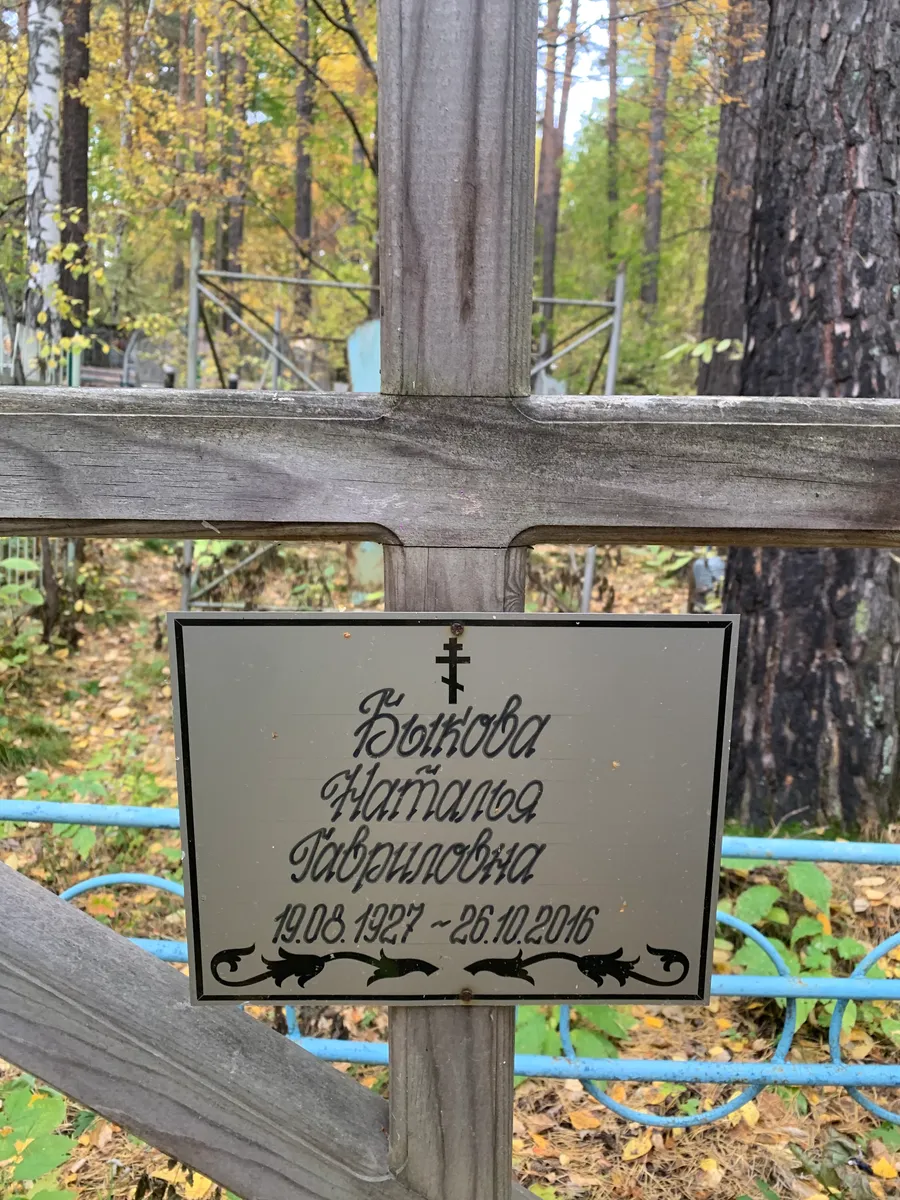 Быкова
Наталья
Гавриловна
19.08.1927 ~ 26.10.2016